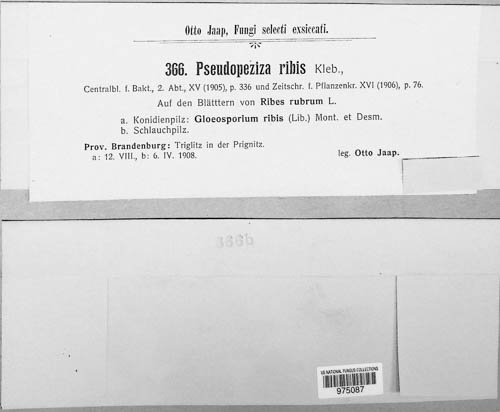 Otto Jaap, Fungi selecti exsiccati.
366. Pseudopeziza ribis Kleb.,
Centralbl. f. Bakt., 2. Abt., XV (1905), p. 336 und Zeitschr. f. Pflanzenkr. XVI (1906), p. 76.
Auf den Blätttern von Ribes rubrum L.
a. Konidienpilz: Gloeosporium ribis (Lib.) Mont. et Desm.
b. Schlauchpilz.
Prov. Brandenburg: Triglitz in der Prignitz.
a: 12. VIII., b: 6. IV. 1908. leg. Otto Jaap.
366b
US NATIONAL FUNGUS COLLECTIONS
975087